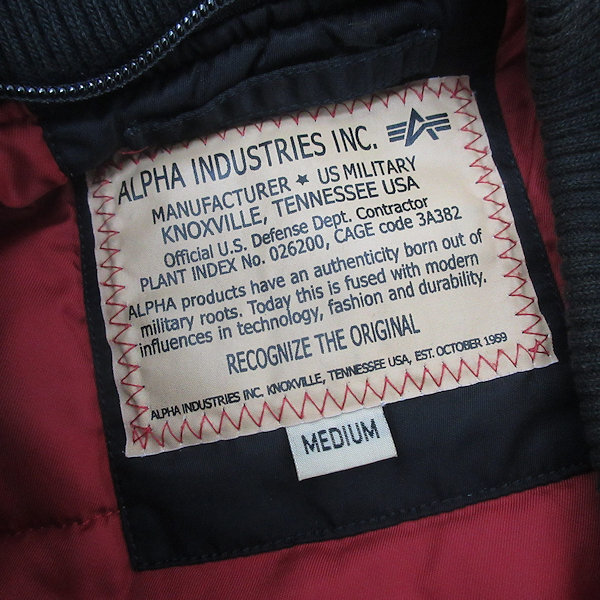 ALPHA INDUSTRIES INC.
MANUFACTURER ★ US MILITARY
KNOXVILLE, TENNESSEE USA
Official U.S. Defense Dept. Contractor
PLANT INDEX No. 026200, CAGE code 3A382
ALPHA products have an authenticity born out of
military roots. Today this is fused with modern
influences in technology, fashion and durability.
RECOGNIZE THE ORIGINAL
ALPHA INDUSTRIES INC. KNOXVILLE, TENNESSEE USA, EST. OCTOBER 1959
MEDIUM